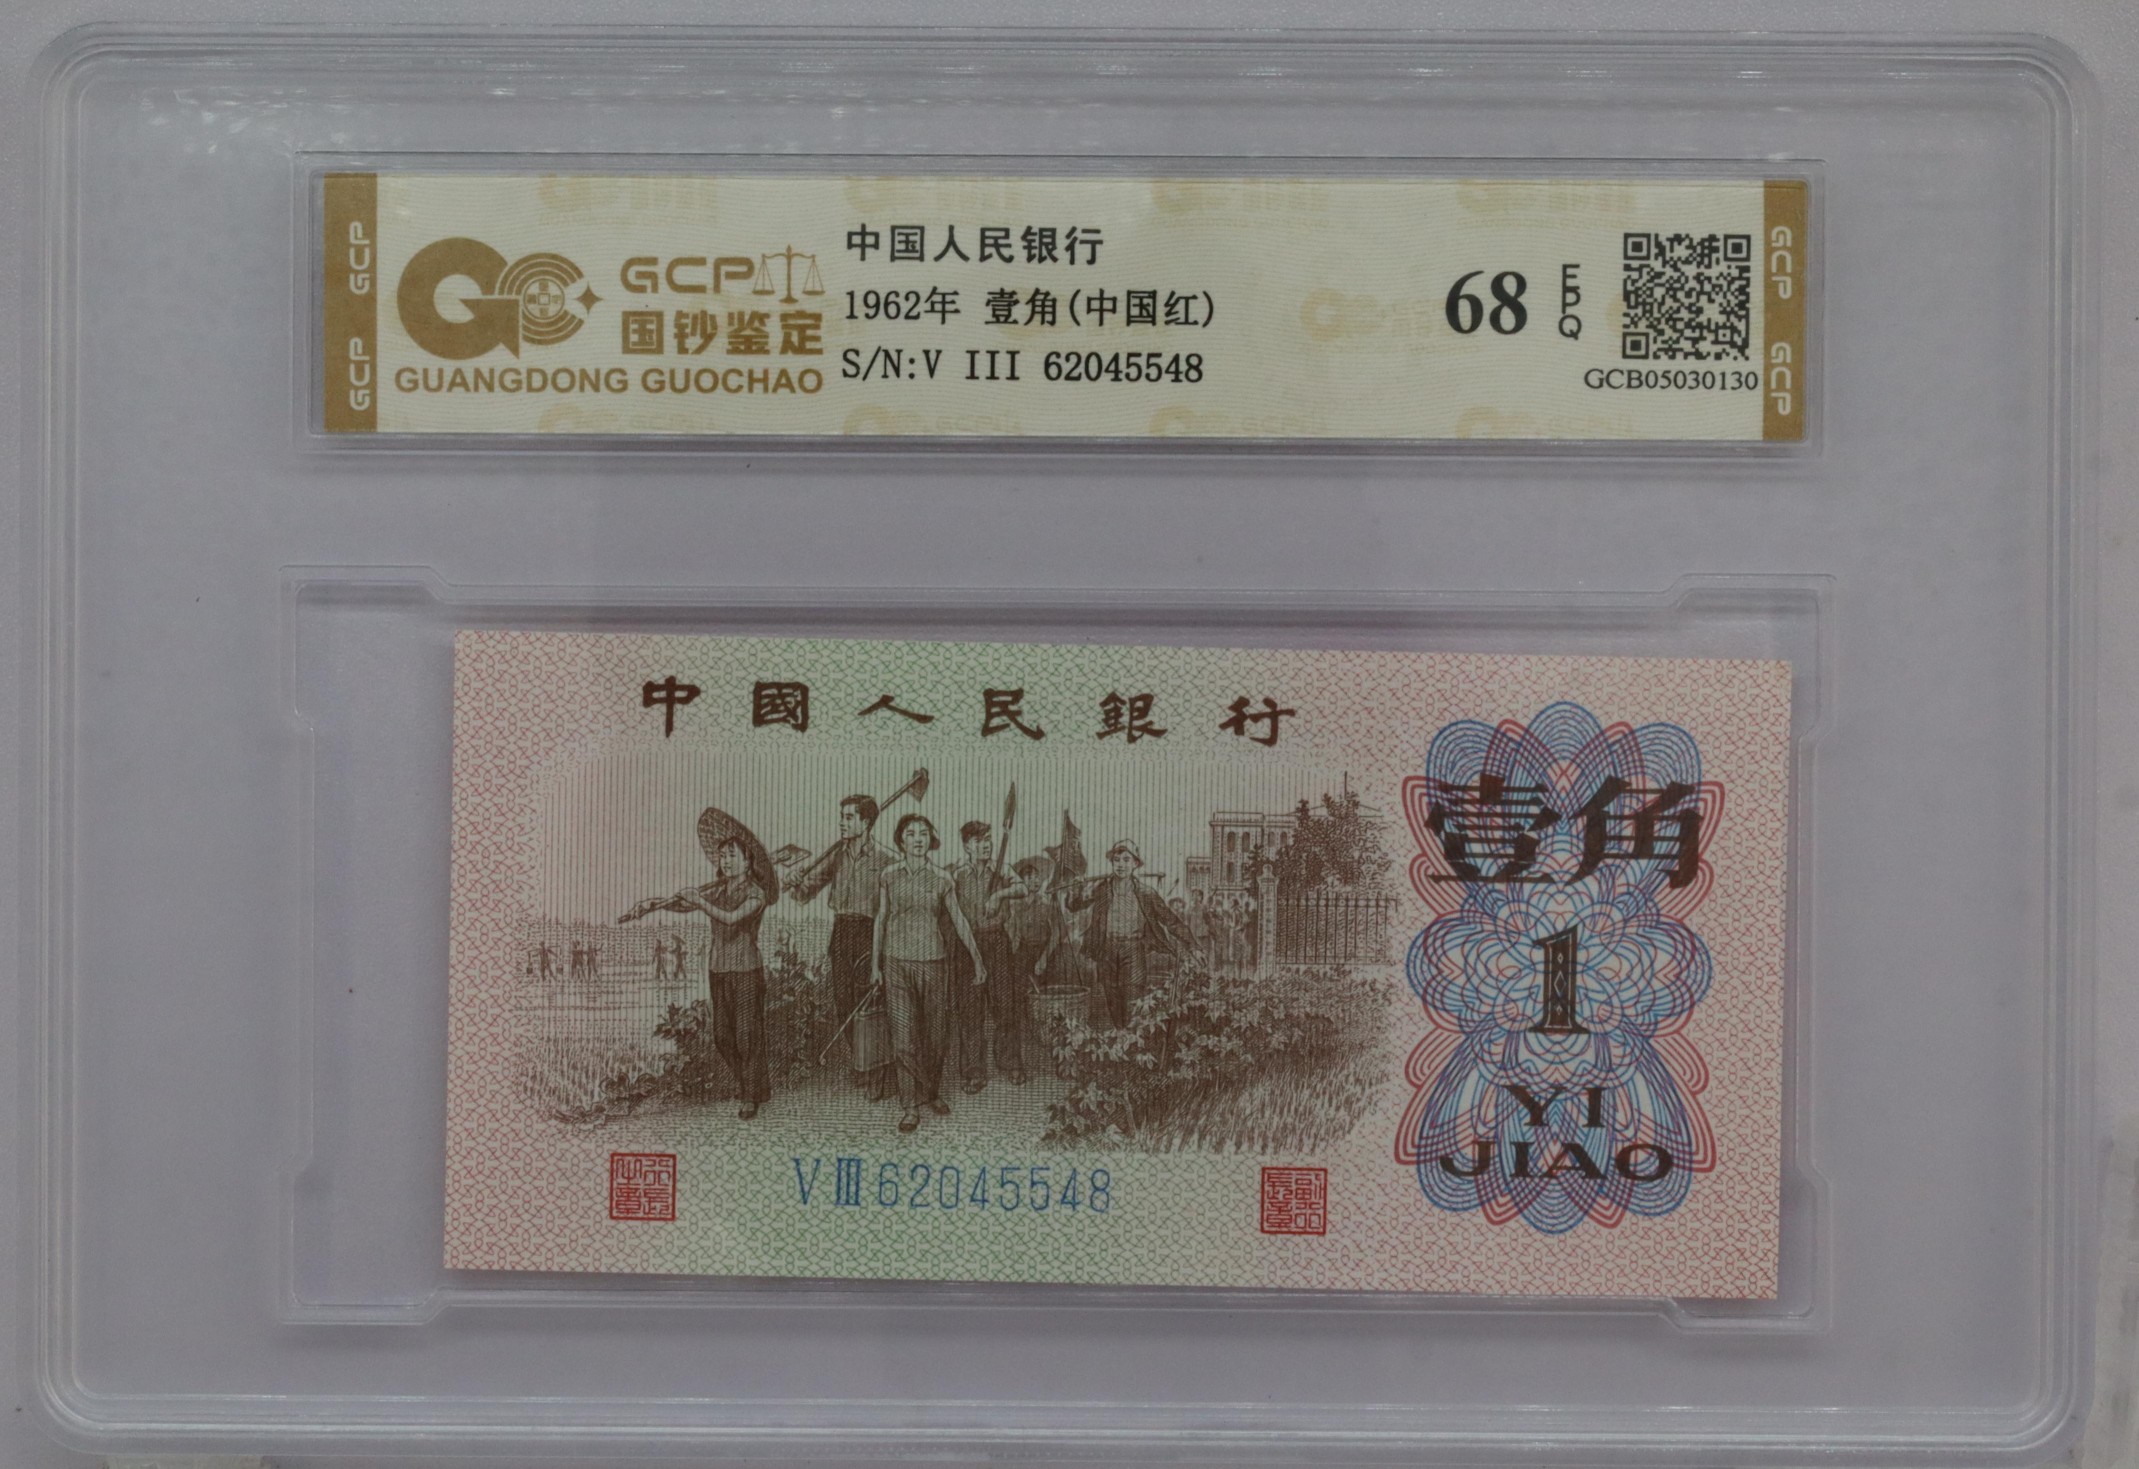 GCP
GCP
GCP
国钞鉴定
GUANGDONG GUOCHAO
中国人民银行
1962年 壹角(中国红)
S/N:V III 62045548
68 EPQ
GCB05030130
GCP
GCP
中國人民銀行
壹角
1
YI
JIAO
V III 62045548